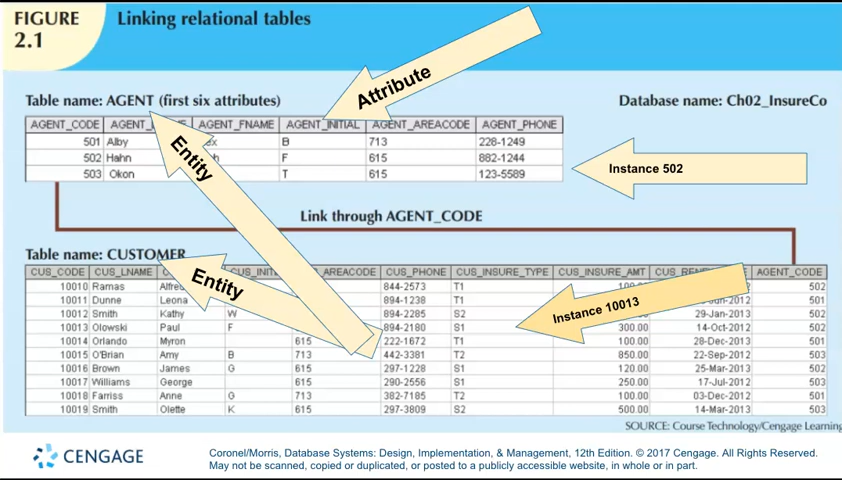 FIGURE 2.1
Linking relational tables
Attribute
Table name: AGENT (first six attributes)
Database name: Ch02_InsureCo
AGENT_CODE AGENT_ AGENT_FNAME AGENT_INITIAL AGENT_AREACODE AGENT_PHONE
501 Alby B 713 228-1249
502 Hahn F 615 882-1244
503 Okon T 615 123-5589
Entity
Instance 502
Link through AGENT_CODE
Table name: CUSTOMER
Entity
Instance 10013
CUS_CODE CUS_LNAME AREACODE CUS_PHONE CUS_INSURE_TYPE CUS_INSURE_AMT AGENT_CODE
10010 Ramas 844-2573 T1 502
10011 Dunne Leona 894-1238 T1 501
10012 Smith Kathy W 894-2285 S2 29-Jan-2013 502
10013 Olowski Paul F 894-2180 S1 300.00 14-Oct-2012 502
10014 Orlando Myron 615 222-1672 T1 100.00 28-Dec-2013 501
10015 O'Brian Amy B 713 442-3381 T2 850.00 22-Sep-2012 503
10016 Brown James G 615 297-1228 S1 120.00 25-Mar-2013 502
10017 Williams George 615 290-2556 S1 250.00 17-Jul-2012 503
10018 Farriss Anne G 713 382-7185 T2 100.00 03-Dec-2012 501
10019 Smith Olette K 615 297-3809 S2 500.00 14-Mar-2013 503
SOURCE: Course Technology/Cengage Learning
CENGAGE
Coronel/Morris, Database Systems: Design, Implementation, & Management, 12th Edition. © 2017 Cengage. All Rights Reserved.
May not be scanned, copied or duplicated, or posted to a publicly accessible website, in whole or in part.